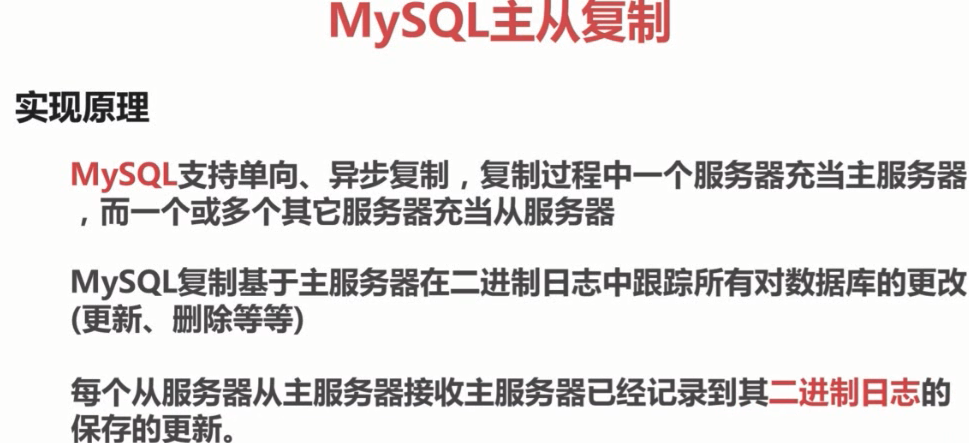 MySQL主从复制
实现原理
MySQL支持单向、异步复制，复制过程中一个服务器充当主服务器
，而一个或多个其它服务器充当从服务器
MySQL复制基于主服务器在二进制日志中跟踪所有对数据库的更改
(更新、删除等等)
每个从服务器从主服务器接收主服务器已经记录到其二进制日志的
保存的更新。